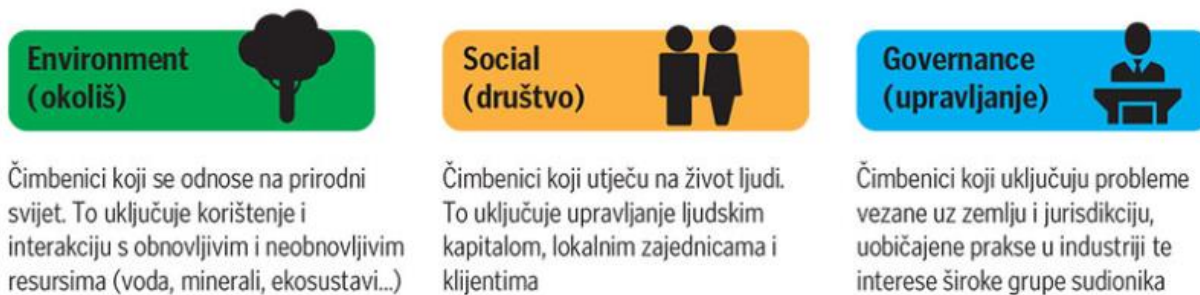 Environment
(okoliš)
Čimbenici koji se odnose na prirodni
svijet. To uključuje korištenje i
interakciju s obnovljivim i neobnovljivim
resursima (voda, minerali, ekosustavi...)
Social
(društvo)
Čimbenici koji utječu na život ljudi.
To uključuje upravljanje ljudskim
kapitalom, lokalnim zajednicama i
klijentima
Governance
(upravljanje)
Čimbenici koji uključuju probleme
vezane uz zemlju i jurisdikciju,
uobičajene prakse u industriji te
interese široke grupe sudionika